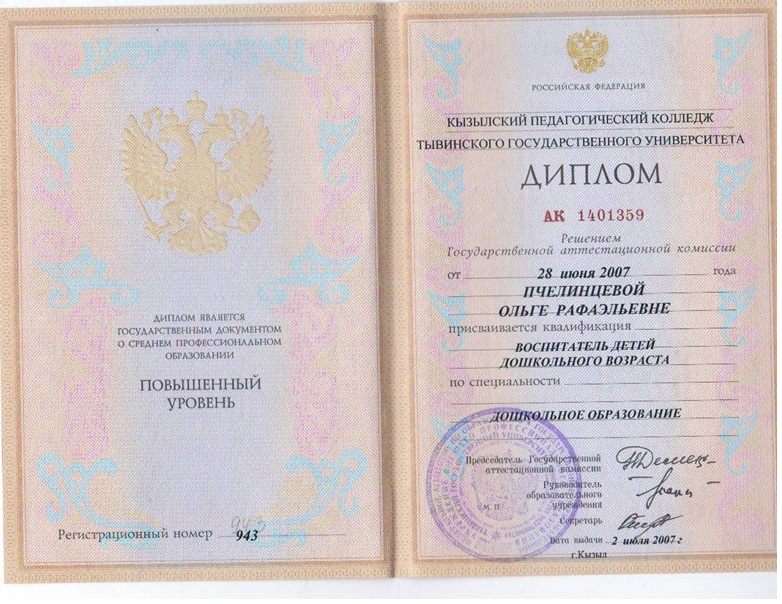 ДИПЛОМ ЯВЛЯЕТСЯ
ГОСУДАРСТВЕННЫМ ДОКУМЕНТОМ
О СРЕДНЕМ ПРОФЕССИОНАЛЬНОМ
ОБРАЗОВАНИИ
ПОВЫШЕННЫЙ
УРОВЕНЬ
943
Регистрационный номер 943
РОССИЙСКАЯ ФЕДЕРАЦИЯ
КЫЗЫЛСКИЙ ПЕДАГОГИЧЕСКИЙ КОЛЛЕДЖ
ТЫВИНСКОГО ГОСУДАРСТВЕННОГО УНИВЕРСИТЕТА
ДИПЛОМ
АК 1401359
Решением
Государственной аттестационной комиссии
от 28 июня 2007 года
ПЧЕЛИНЦЕВОЙ
ОЛЬГЕ РАФАЭЛЬЕВНЕ
присваивается квалификация
ВОСПИТАТЕЛЬ ДЕТЕЙ
ДОШКОЛЬНОГО ВОЗРАСТА
по специальности
ДОШКОЛЬНОЕ ОБРАЗОВАНИЕ
Председатель Государственной
аттестационной комиссии
Руководитель
образовательного
учреждения
М П
Секретарь
Дата выдачи 2 июля 2007 г
г.Кызыл